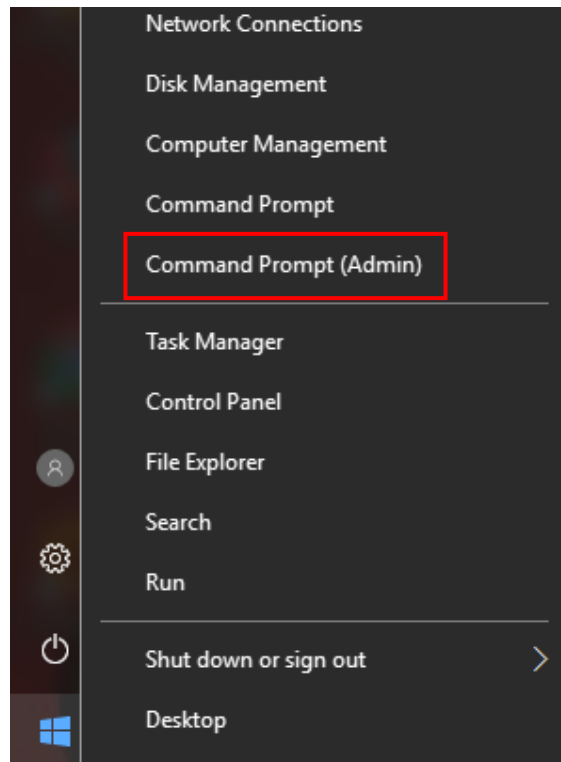 Network Connections
Disk Management
Computer Management
Command Prompt
Command Prompt (Admin)
Task Manager
Control Panel
File Explorer
Search
Run
Shut down or sign out
Desktop